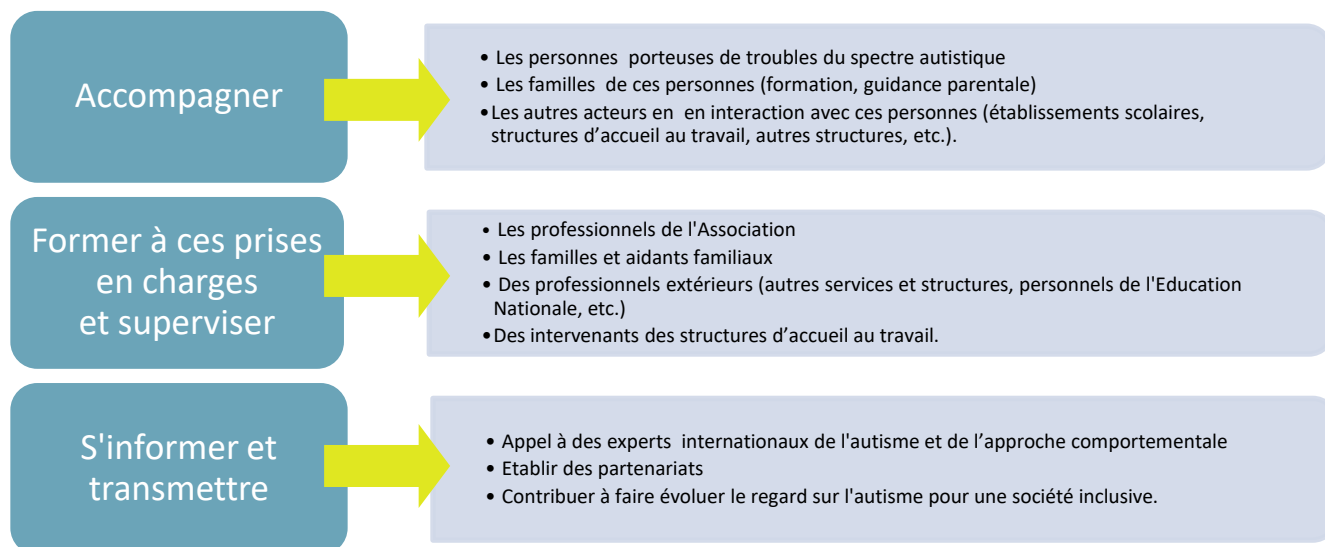 Accompagner
• Les personnes porteuses de troubles du spectre autistique
• Les familles de ces personnes (formation, guidance parentale)
•Les autres acteurs en en interaction avec ces personnes (établissements scolaires,
structures d’accueil au travail, autres structures, etc.).
Former à ces prises
en charges
et superviser
• Les professionnels de l'Association
• Les familles et aidants familiaux
• Des professionnels extérieurs (autres services et structures, personnels de l'Education
Nationale, etc.)
•Des intervenants des structures d’accueil au travail.
S'informer et
transmettre
• Appel à des experts internationaux de l'autisme et de l’approche comportementale
• Etablir des partenariats
• Contribuer à faire évoluer le regard sur l'autisme pour une société inclusive.